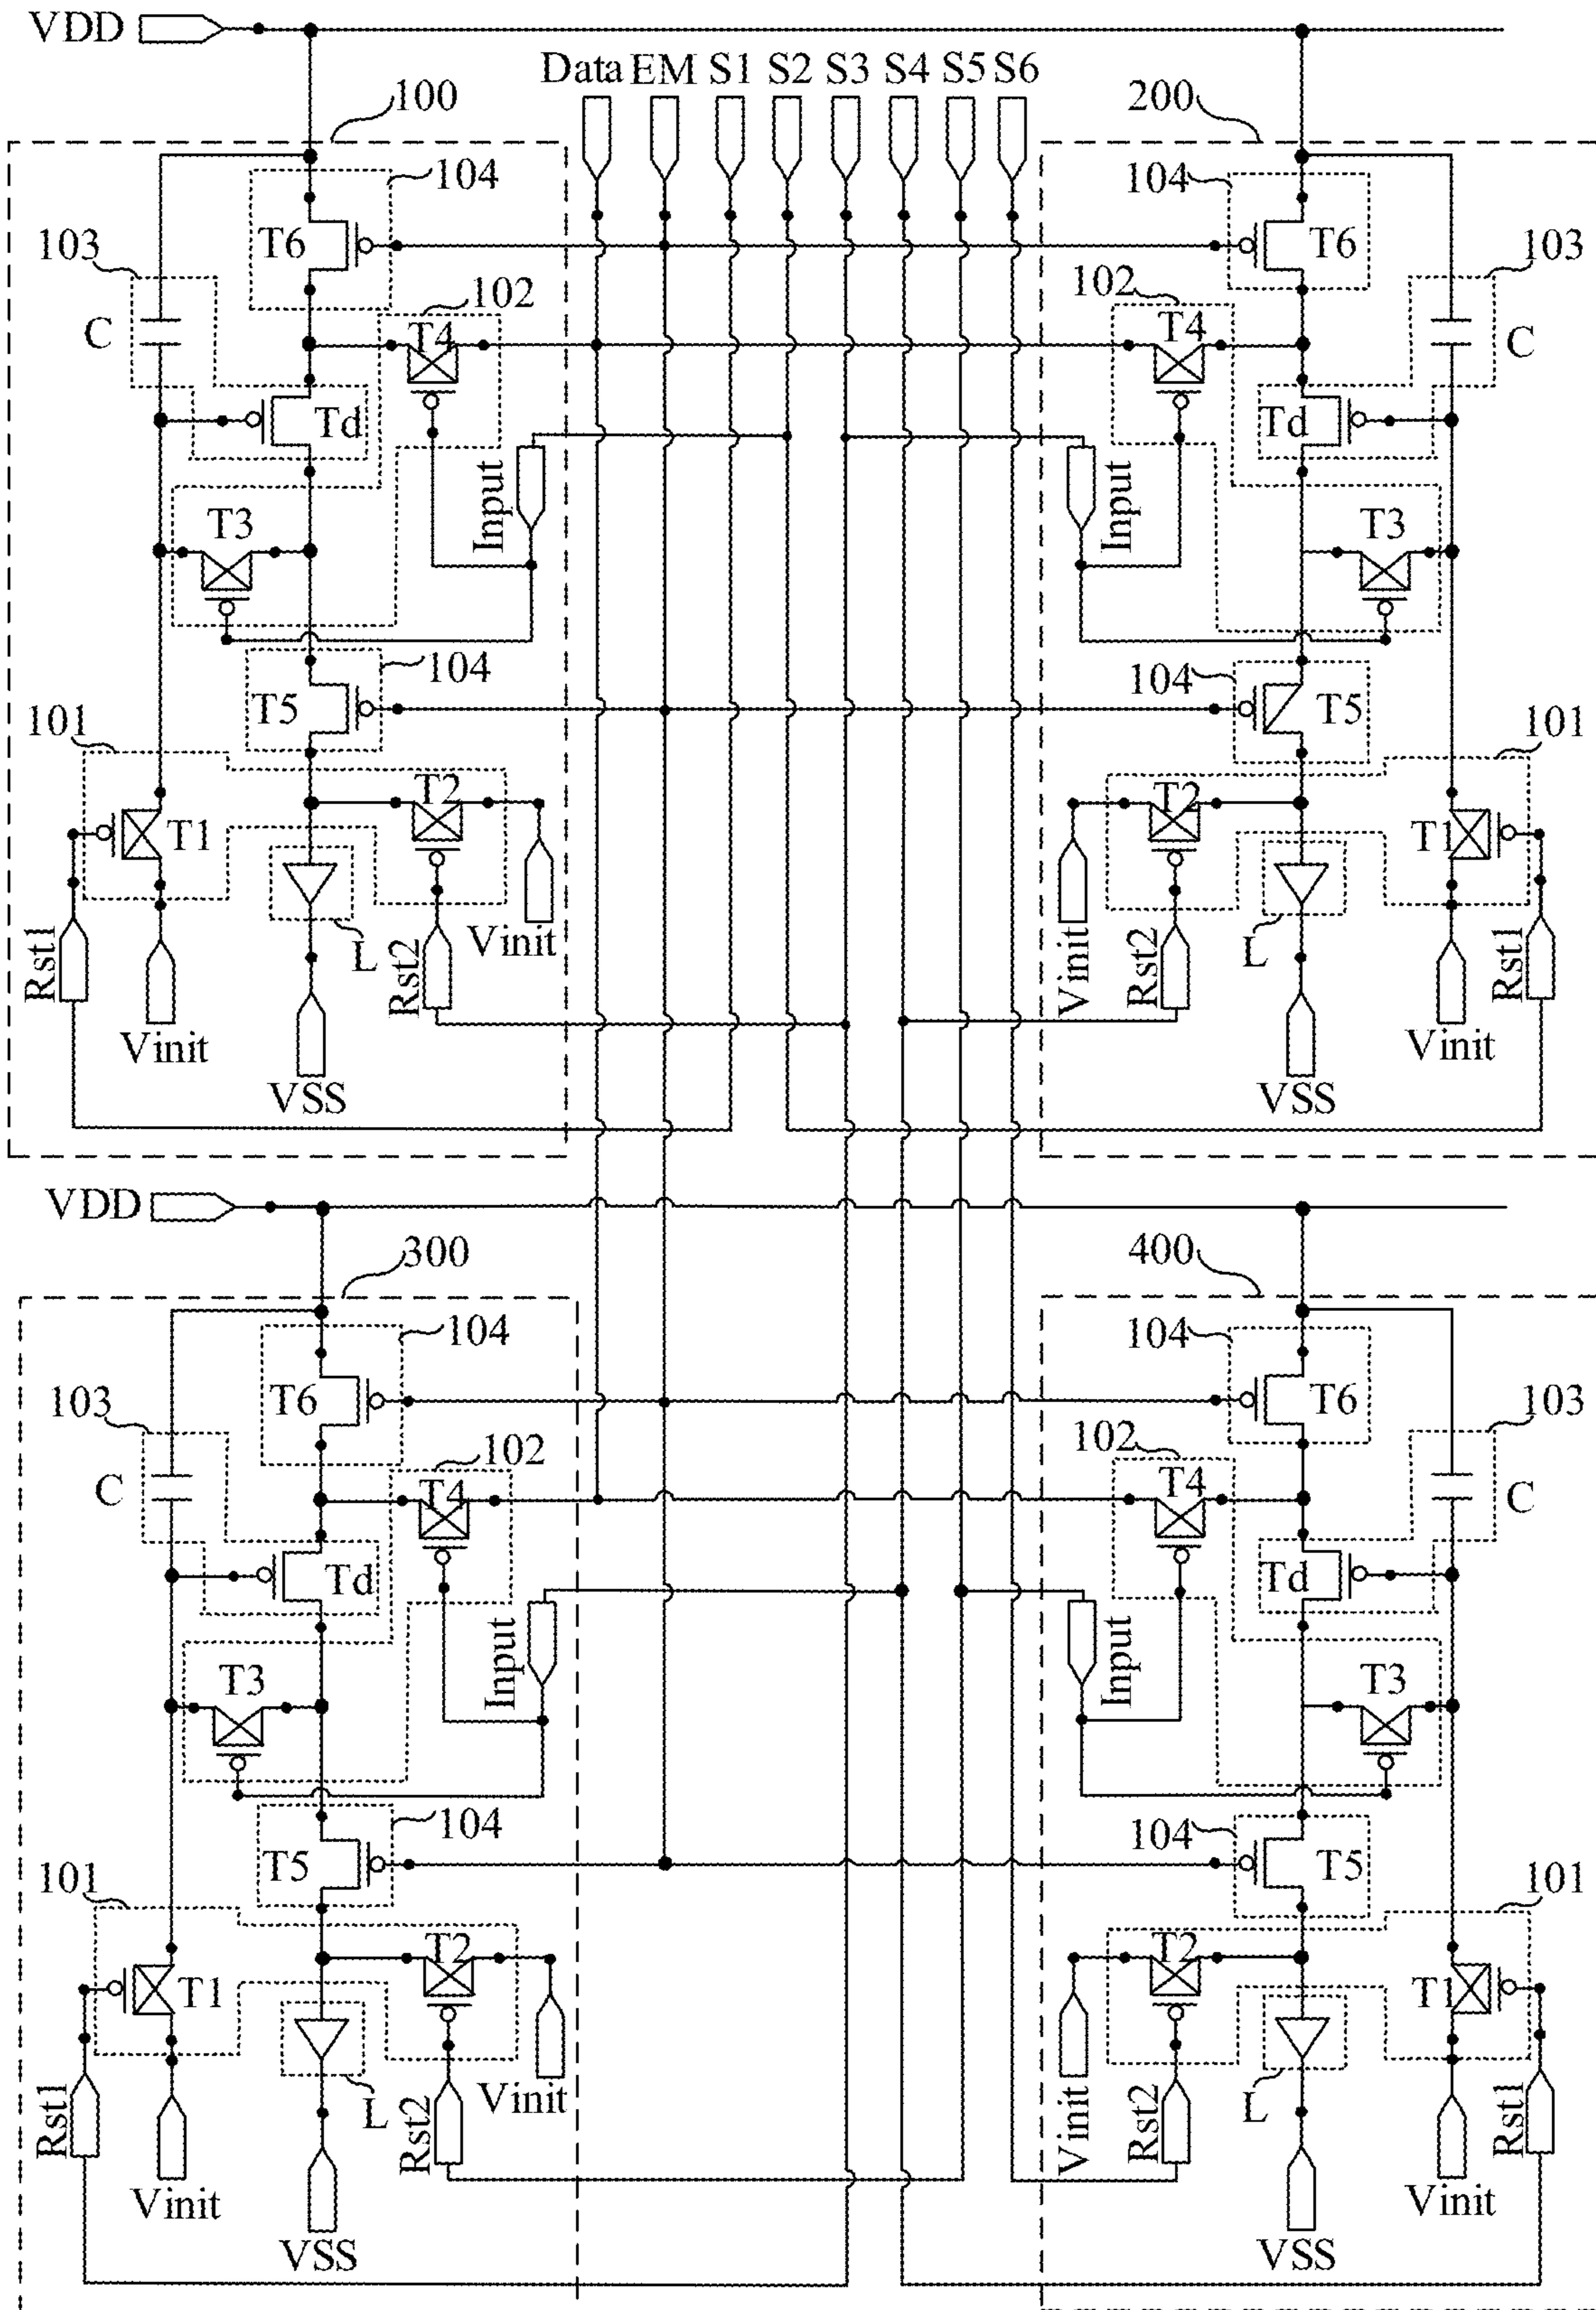 VDD
Data EM S1 S2 S3 S4 S5 S6
100
200
104
104
T6
T6
103
103
102
102
C
T4
T4
C
Td
Td
Input
Input
T3
T3
104
104
T5
T5
101
101
T2
T2
T1
T1
Rst1
Vinit
L
Rst2
Vinit
Vinit
Rst2
L
Vinit
Rst1
VSS
VSS
VDD
300
400
104
104
T6
T6
103
103
102
102
C
T4
T4
C
Td
Td
Input
Input
T3
T3
104
104
T5
T5
101
101
T2
T2
T1
T1
Rst1
Vinit
L
Rst2
Vinit
Vinit
Rst2
L
Vinit
Rst1
VSS
VSS